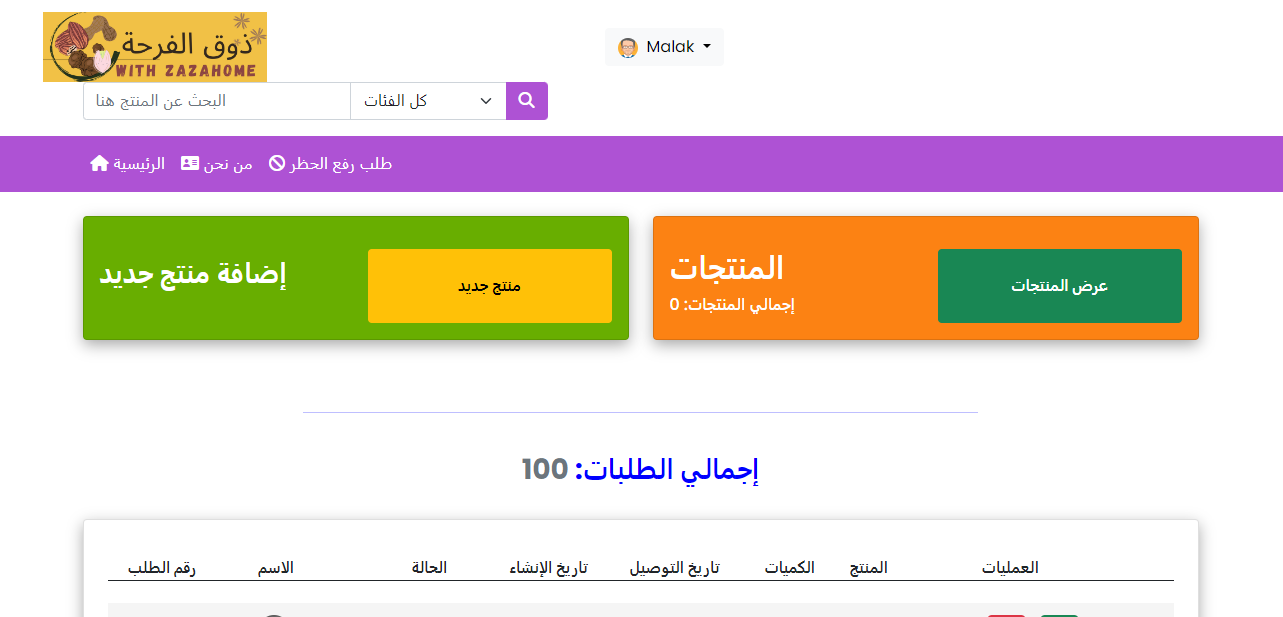 ذوق الفرحة
WITH ZAZAHOME
Malak
البحث عن المنتج هنا
كل الفئات
الرئيسية
من نحن
طلب رفع الحظر
إضافة منتج جديد
منتج جديد
المنتجات
إجمالي المنتجات: 0
عرض المنتجات
إجمالي الطلبات: 100
رقم الطلب
الاسم
الحالة
تاريخ الإنشاء
تاريخ التوصيل
الكميات
المنتج
العمليات